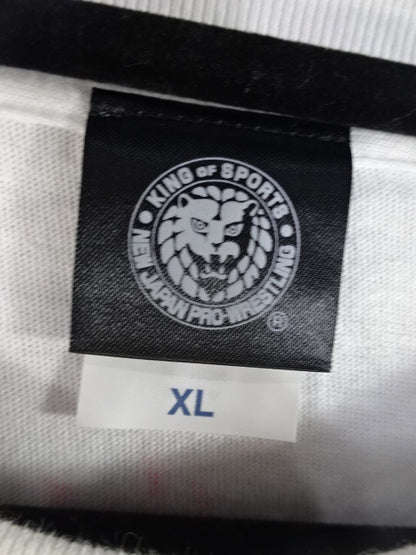 KING OF SPORTS
NEW JAPAN PRO-WRESTLING
®
XL